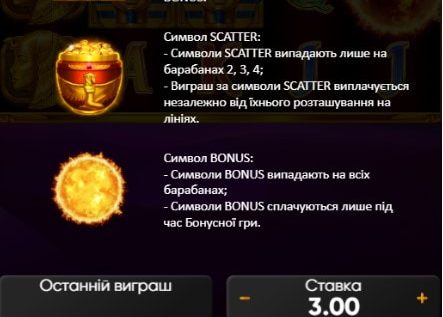 Символ SCATTER:
- Символи SCATTER випадають лише на
барабанах 2, 3, 4;
- Виграш за символи SCATTER виплачується
незалежно від їхнього розташування на
лініях.
Символ BONUS:
- Символи BONUS випадають на всіх
барабанах;
- Символи BONUS сплачуються лише під
час Бонусної гри.
Останній виграш
Ставка
- 3.00 +